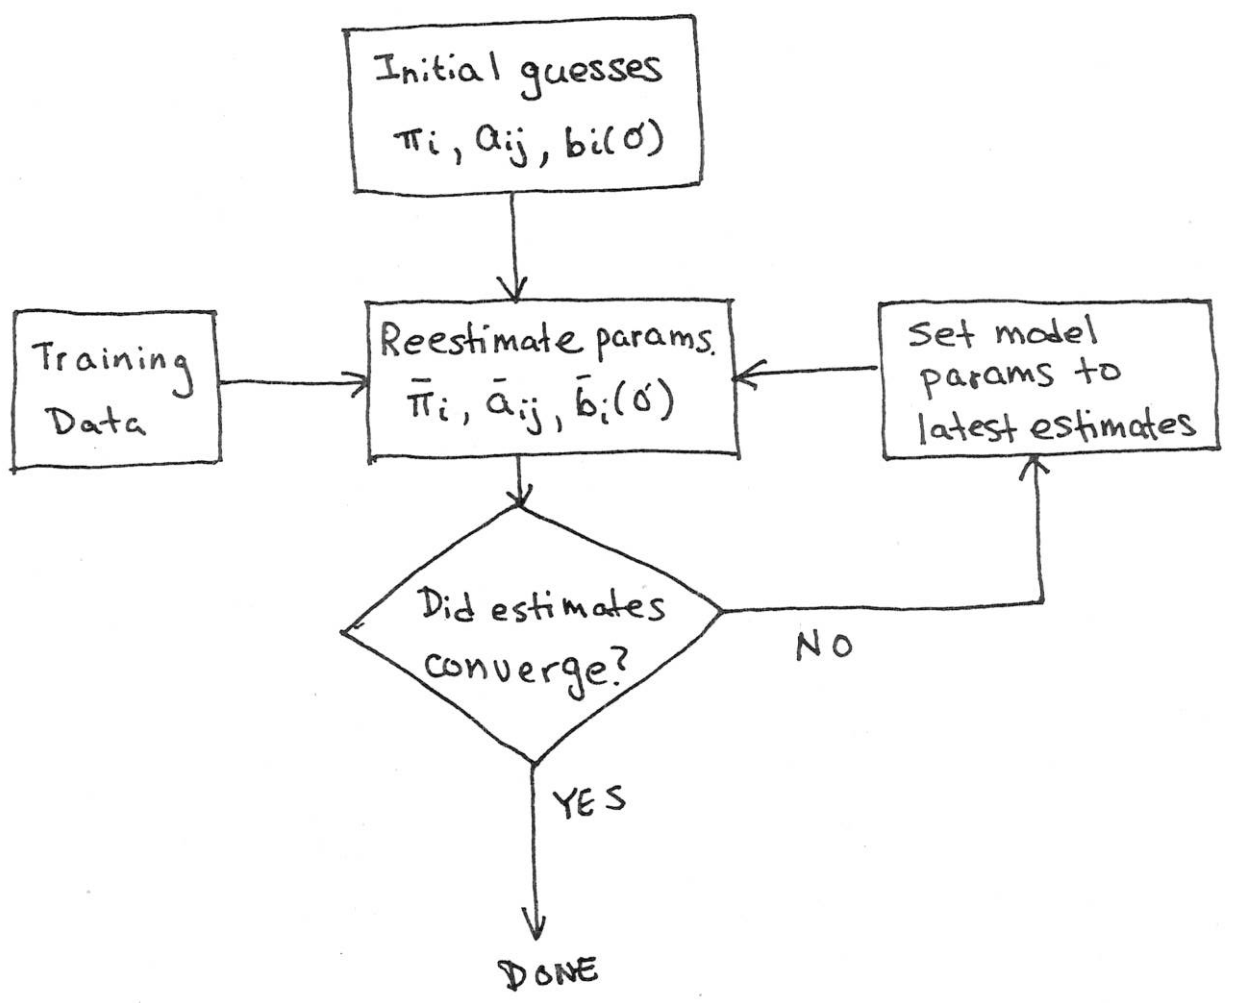 Initial guesses
πi, aij, bi(σ)
Training
Data
Reestimate params.
π̄i, āij, b̄i(σ)
Set model
params to
latest estimates
Did estimates
converge?
NO
YES
DONE